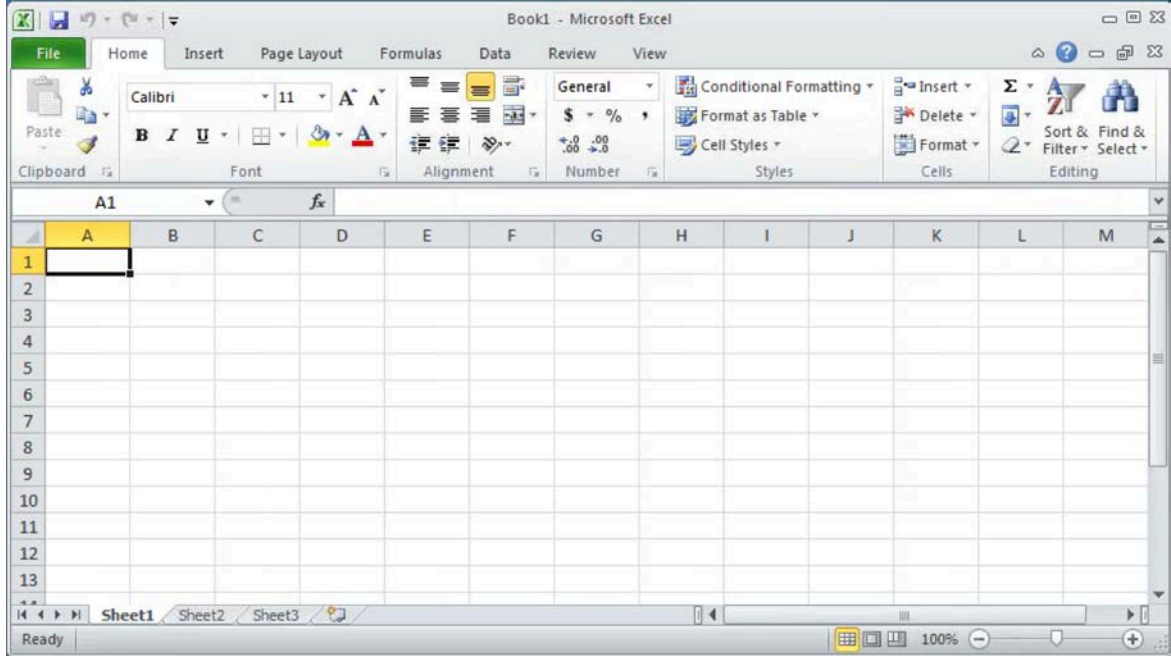 Book1 - Microsoft Excel
File Home Insert Page Layout Formulas Data Review View
Calibri 11 General Conditional Formatting Insert Σ
Paste B I U A $ % , Format as Table Delete Sort & Find &
Cell Styles Format Filter Select
Clipboard Font Alignment Number Styles Cells Editing
A1 fx
A B C D E F G H I J K L M
1
2
3
4
5
6
7
8
9
10
11
12
13
Sheet1 Sheet2 Sheet3
Ready 100%